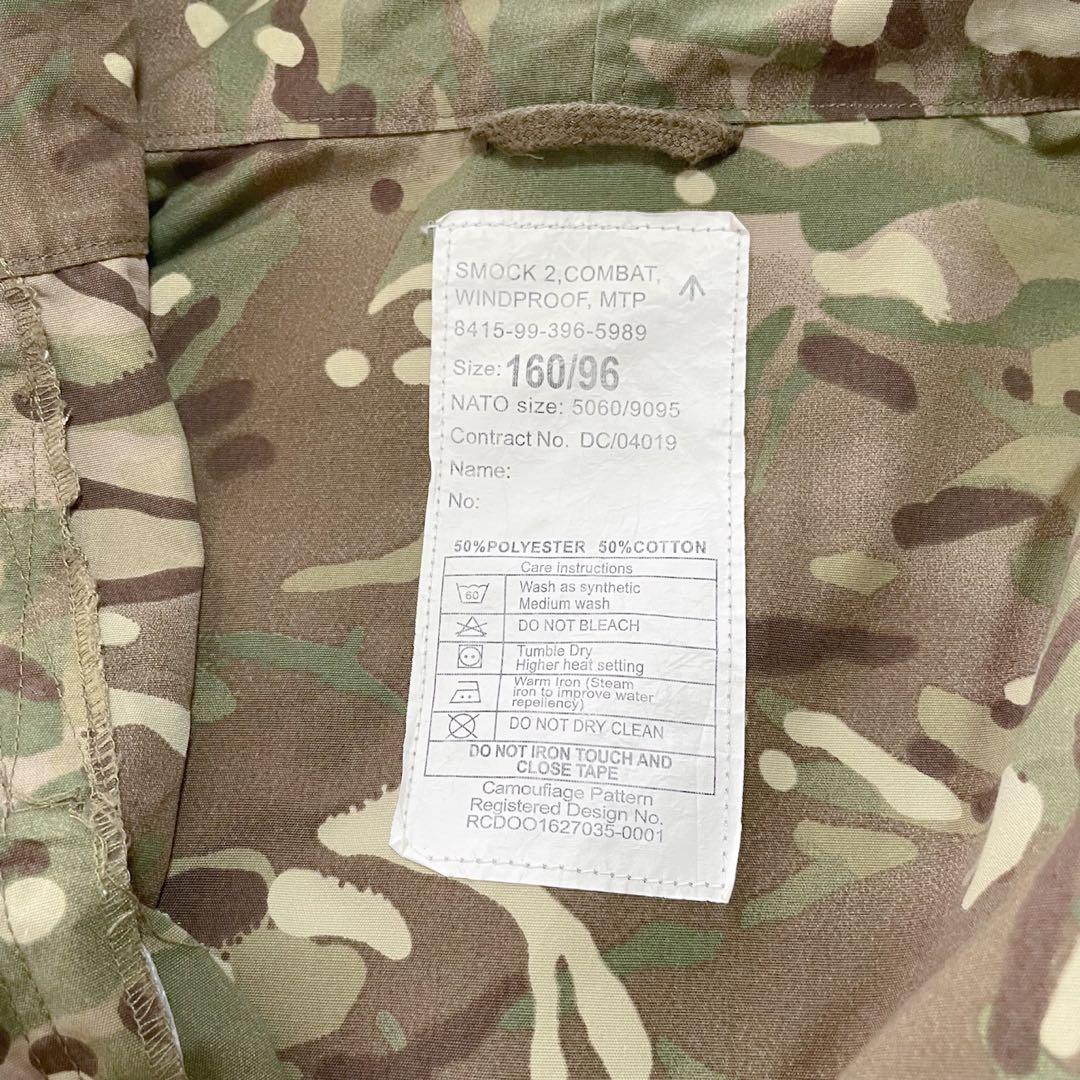 SMOCK 2,COMBAT,
WINDPROOF, MTP
8415-99-396-5989
Size: 160/96
NATO size: 5060/9095
Contract No. DC/04019
Name:
No:
50%POLYESTER 50%COTTON
Care instructions
60
Wash as synthetic
Medium wash
DO NOT BLEACH
Tumble Dry
Higher heat setting
Warm Iron (Steam
iron to improve water
repellency)
DO NOT DRY CLEAN
DO NOT IRON TOUCH AND
CLOSE TAPE
Camouflage Pattern
Registered Design No.
RCDOO1627035-0001